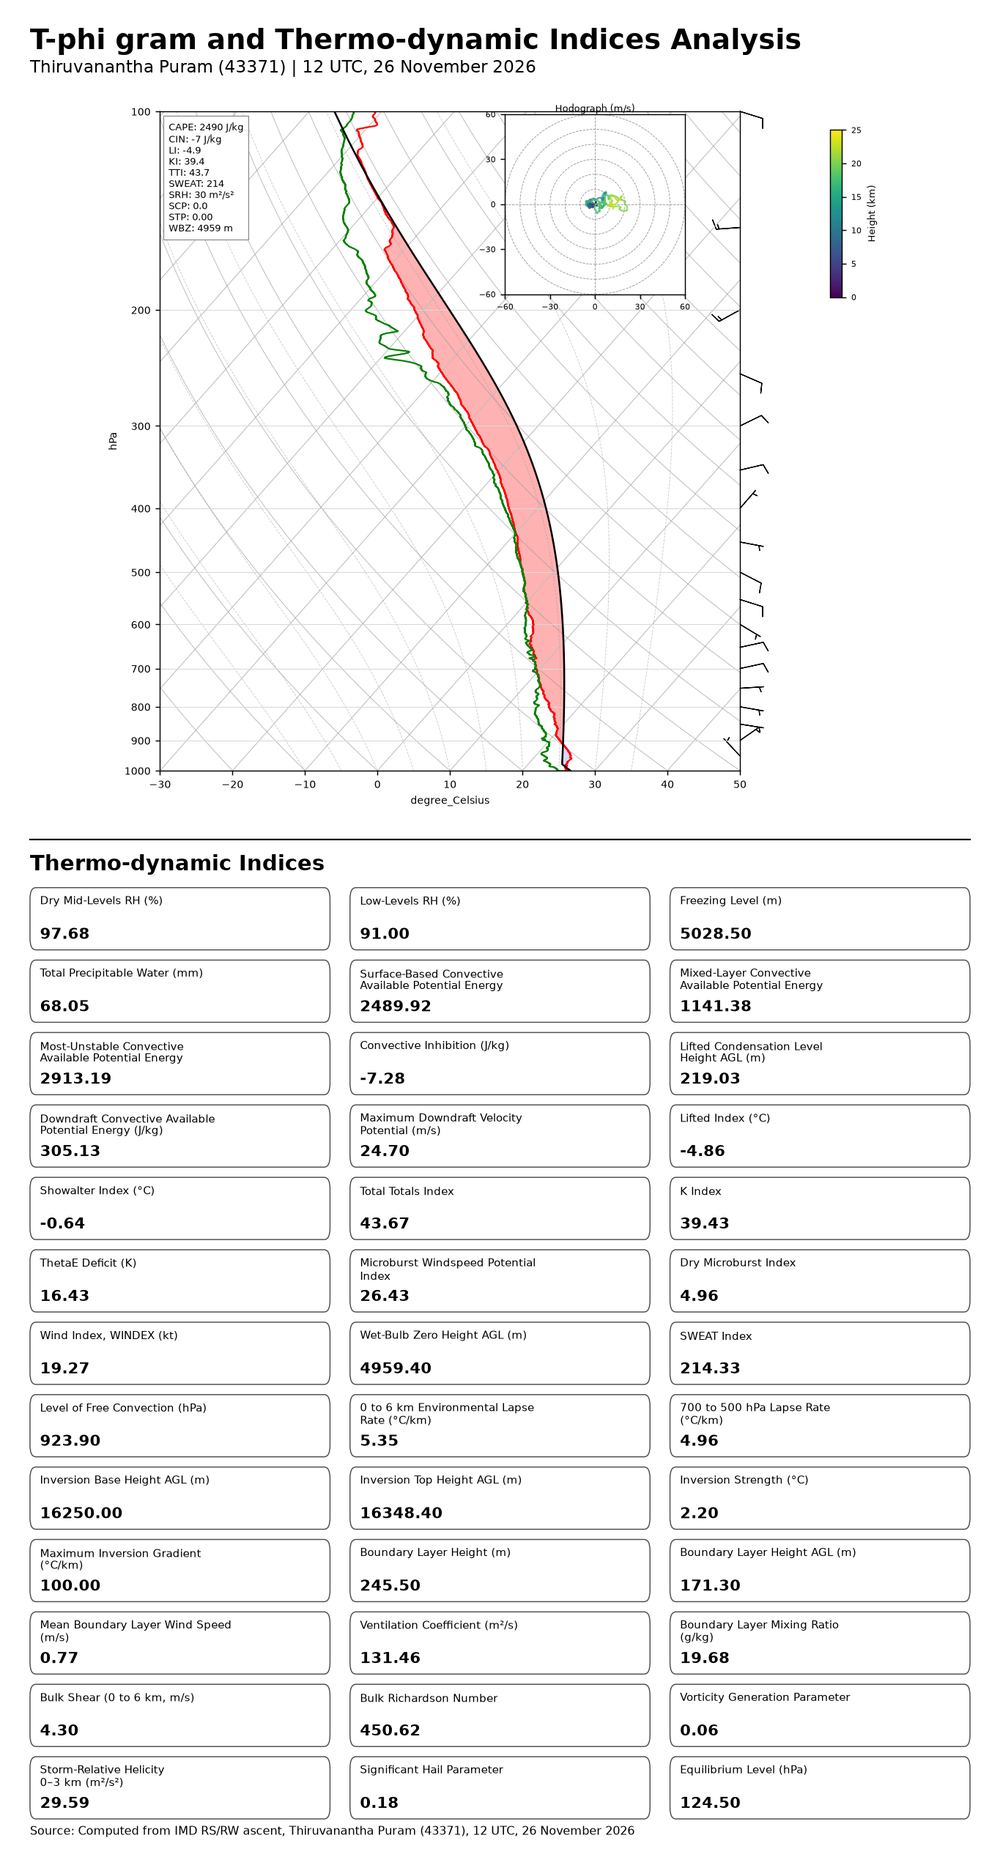 T-phi gram and Thermo-dynamic Indices Analysis
Thiruvanantha Puram (43371) | 12 UTC, 26 November 2026
CAPE: 2490 J/kg
CIN: -7 J/kg
LI: -4.9
KI: 39.4
TTI: 43.7
SWEAT: 214
SRH: 30 m²/s²
SCP: 0.0
STP: 0.00
WBZ: 4959 m
Hodograph (m/s)
60
30
0
−30
−60
−60 −30 0 30 60
25
20
15
10
5
0
Height (km)
100
200
300
400
500
600
700
800
900
1000
hPa
−30 −20 −10 0 10 20 30 40 50
degree_Celsius
Thermo-dynamic Indices
Dry Mid-Levels RH (%)
97.68
Low-Levels RH (%)
91.00
Freezing Level (m)
5028.50
Total Precipitable Water (mm)
68.05
Surface-Based Convective
Available Potential Energy
2489.92
Mixed-Layer Convective
Available Potential Energy
1141.38
Most-Unstable Convective
Available Potential Energy
2913.19
Convective Inhibition (J/kg)
-7.28
Lifted Condensation Level
Height AGL (m)
219.03
Downdraft Convective Available
Potential Energy (J/kg)
305.13
Maximum Downdraft Velocity
Potential (m/s)
24.70
Lifted Index (°C)
-4.86
Showalter Index (°C)
-0.64
Total Totals Index
43.67
K Index
39.43
ThetaE Deficit (K)
16.43
Microburst Windspeed Potential
Index
26.43
Dry Microburst Index
4.96
Wind Index, WINDEX (kt)
19.27
Wet-Bulb Zero Height AGL (m)
4959.40
SWEAT Index
214.33
Level of Free Convection (hPa)
923.90
0 to 6 km Environmental Lapse
Rate (°C/km)
5.35
700 to 500 hPa Lapse Rate
(°C/km)
4.96
Inversion Base Height AGL (m)
16250.00
Inversion Top Height AGL (m)
16348.40
Inversion Strength (°C)
2.20
Maximum Inversion Gradient
(°C/km)
100.00
Boundary Layer Height (m)
245.50
Boundary Layer Height AGL (m)
171.30
Mean Boundary Layer Wind Speed
(m/s)
0.77
Ventilation Coefficient (m²/s)
131.46
Boundary Layer Mixing Ratio
(g/kg)
19.68
Bulk Shear (0 to 6 km, m/s)
4.30
Bulk Richardson Number
450.62
Vorticity Generation Parameter
0.06
Storm-Relative Helicity
0–3 km (m²/s²)
29.59
Significant Hail Parameter
0.18
Equilibrium Level (hPa)
124.50
Source: Computed from IMD RS/RW ascent, Thiruvanantha Puram (43371), 12 UTC, 26 November 2026